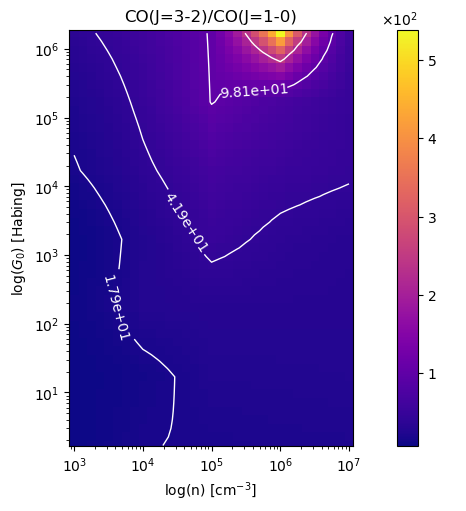 CO(J=3-2)/CO(J=1-0)
×10²
10⁶
10⁵
10⁴
10³
10²
10¹
log(G₀) [Habing]
9.81e+01
4.19e+01
1.79e+01
5
4
3
2
1
10³ 10⁴ 10⁵ 10⁶ 10⁷
log(n) [cm⁻³]